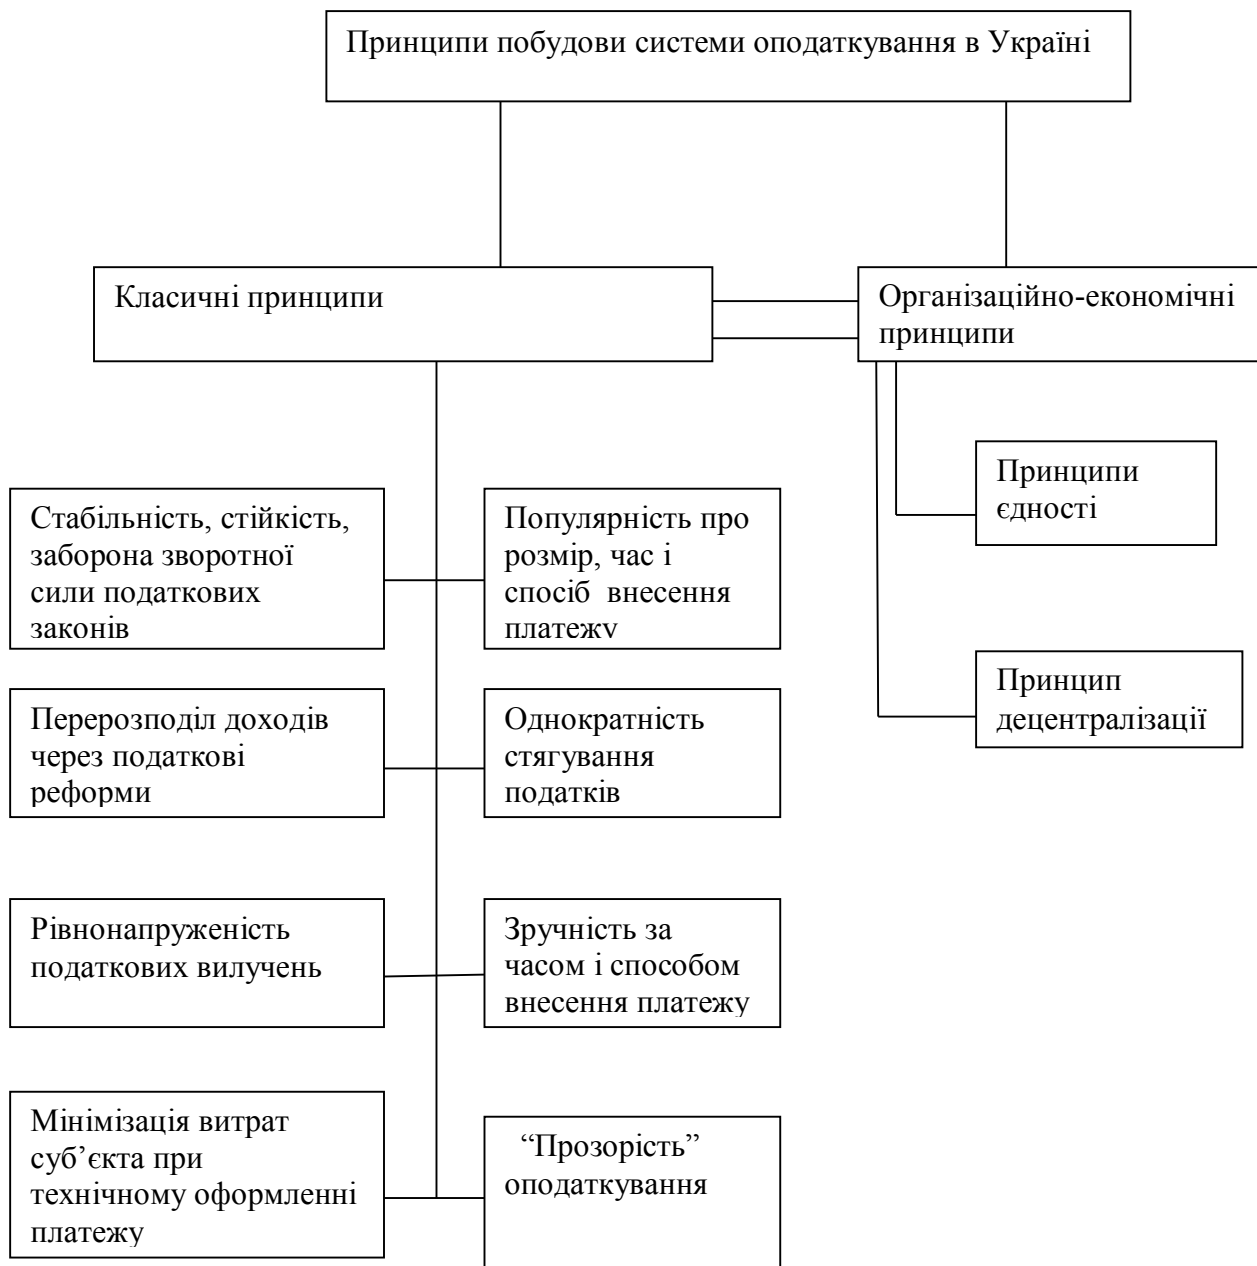 Принципи побудови системи оподаткування в Україні
Класичні принципи
Організаційно-економічні
принципи
Принципи
єдності
Принцип
децентралізації
Стабільність, стійкість,
заборона зворотної
сили податкових
законів
Популярність про
розмір, час і
спосіб внесення
платежу
Перерозподіл доходів
через податкові
реформи
Однократність
стягування
податків
Рівнонапруженість
податкових вилучень
Зручність за
часом і способом
внесення платежу
Мінімізація витрат
суб’єкта при
технічному оформленні
платежу
“Прозорість”
оподаткування